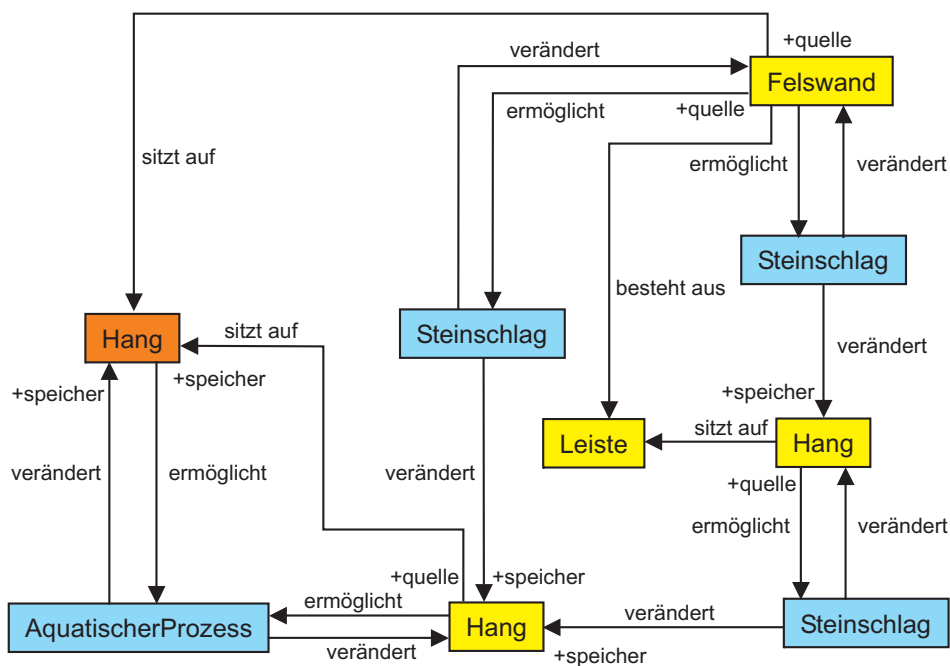 +quelle
verändert
Felswand
ermöglicht
+quelle
sitzt auf
ermöglicht
verändert
Steinschlag
besteht aus
Hang
sitzt auf
Steinschlag
verändert
+speicher
+speicher
+speicher
Leiste
sitzt auf
Hang
verändert
ermöglicht
verändert
+quelle
ermöglicht
verändert
+quelle
+speicher
ermöglicht
AquatischerProzess
Hang
verändert
Steinschlag
verändert
+speicher